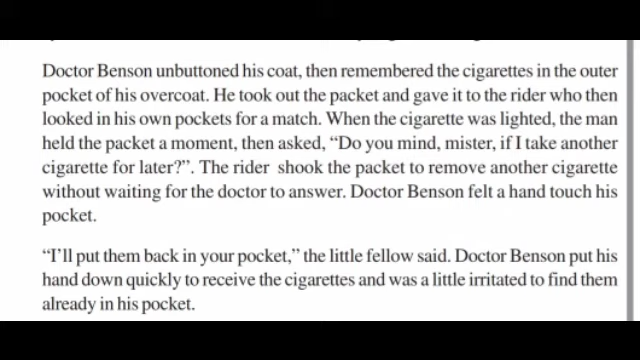 Doctor Benson unbuttoned his coat, then remembered the cigarettes in the outer
pocket of his overcoat. He took out the packet and gave it to the rider who then
looked in his own pockets for a match. When the cigarette was lighted, the man
held the packet a moment, then asked, “Do you mind, mister, if I take another
cigarette for later?”. The rider shook the packet to remove another cigarette
without waiting for the doctor to answer. Doctor Benson felt a hand touch his
pocket.
“I’ll put them back in your pocket,” the little fellow said. Doctor Benson put his
hand down quickly to receive the cigarettes and was a little irritated to find them
already in his pocket.